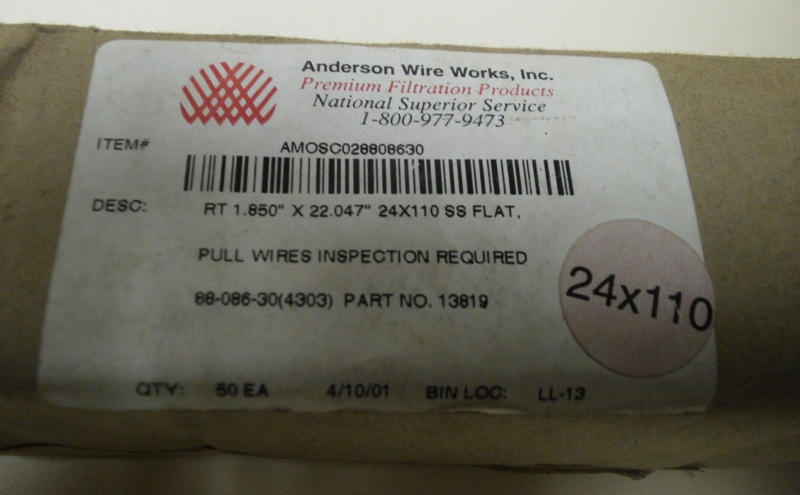 Anderson Wire Works, Inc.
Premium Filtration Products
National Superior Service
1-800-977-9473
ITEM# AMOSC028808630
DESC: RT 1.850" X 22.047" 24X110 SS FLAT,
PULL WIRES INSPECTION REQUIRED
88-086-30(4303) PART NO. 13819
24x110
QTY: 50 EA 4/10/01 BIN LOC: LL-13